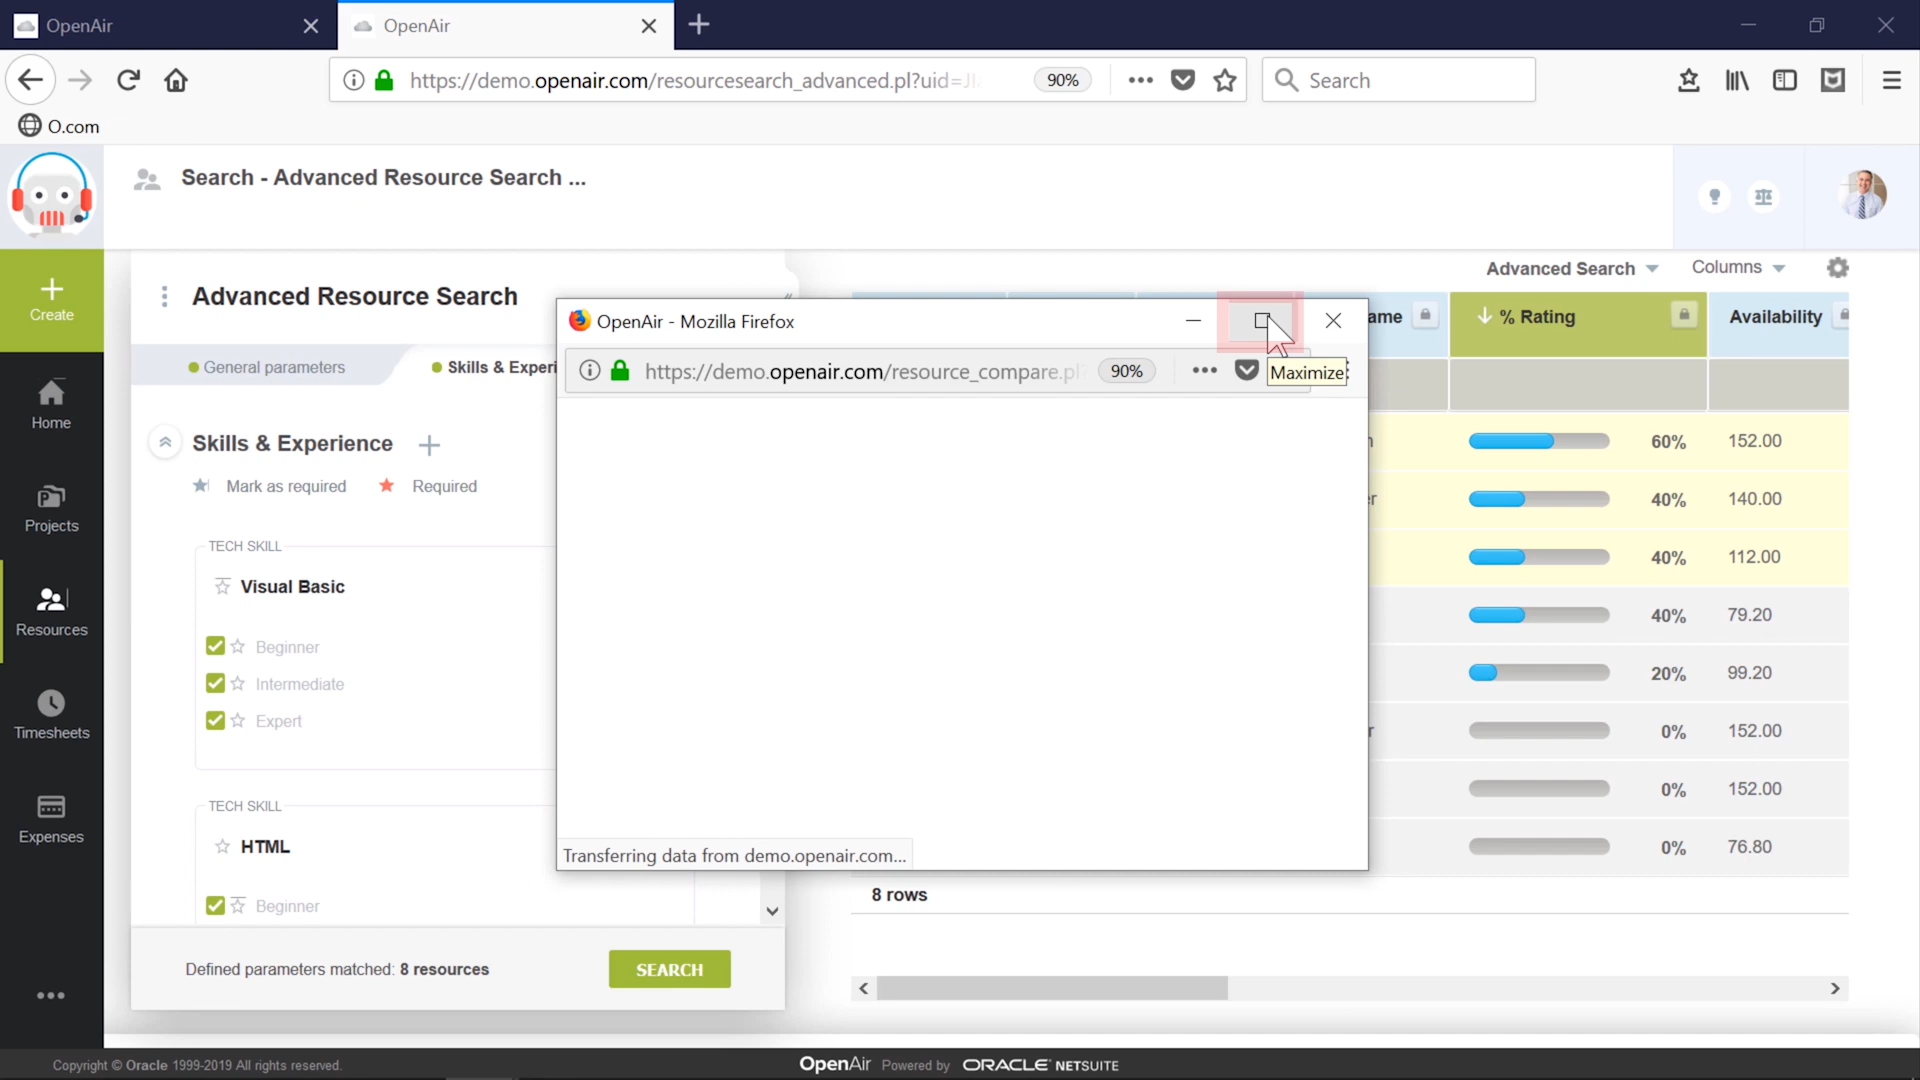 OpenAir
OpenAir
https://demo.openair.com/resourcesearch_advanced.pl?uid=
90%
Search
O.com
Search - Advanced Resource Search ...
Create
Home
Projects
Resources
Timesheets
Expenses
Advanced Resource Search
General parameters
Skills & Experi
Skills & Experience
Mark as required
Required
TECH SKILL
Visual Basic
Beginner
Intermediate
Expert
TECH SKILL
HTML
Beginner
Defined parameters matched: 8 resources
SEARCH
OpenAir - Mozilla Firefox
https://demo.openair.com/resource_compare.pl
90%
Maximize
Transferring data from demo.openair.com...
Advanced Search
Columns
ame
% Rating
Availability
60% 152.00
40% 140.00
40% 112.00
40% 79.20
20% 99.20
0% 152.00
0% 152.00
0% 76.80
8 rows
Copyright © Oracle 1999-2019 All rights reserved.
OpenAir Powered by ORACLE NETSUITE